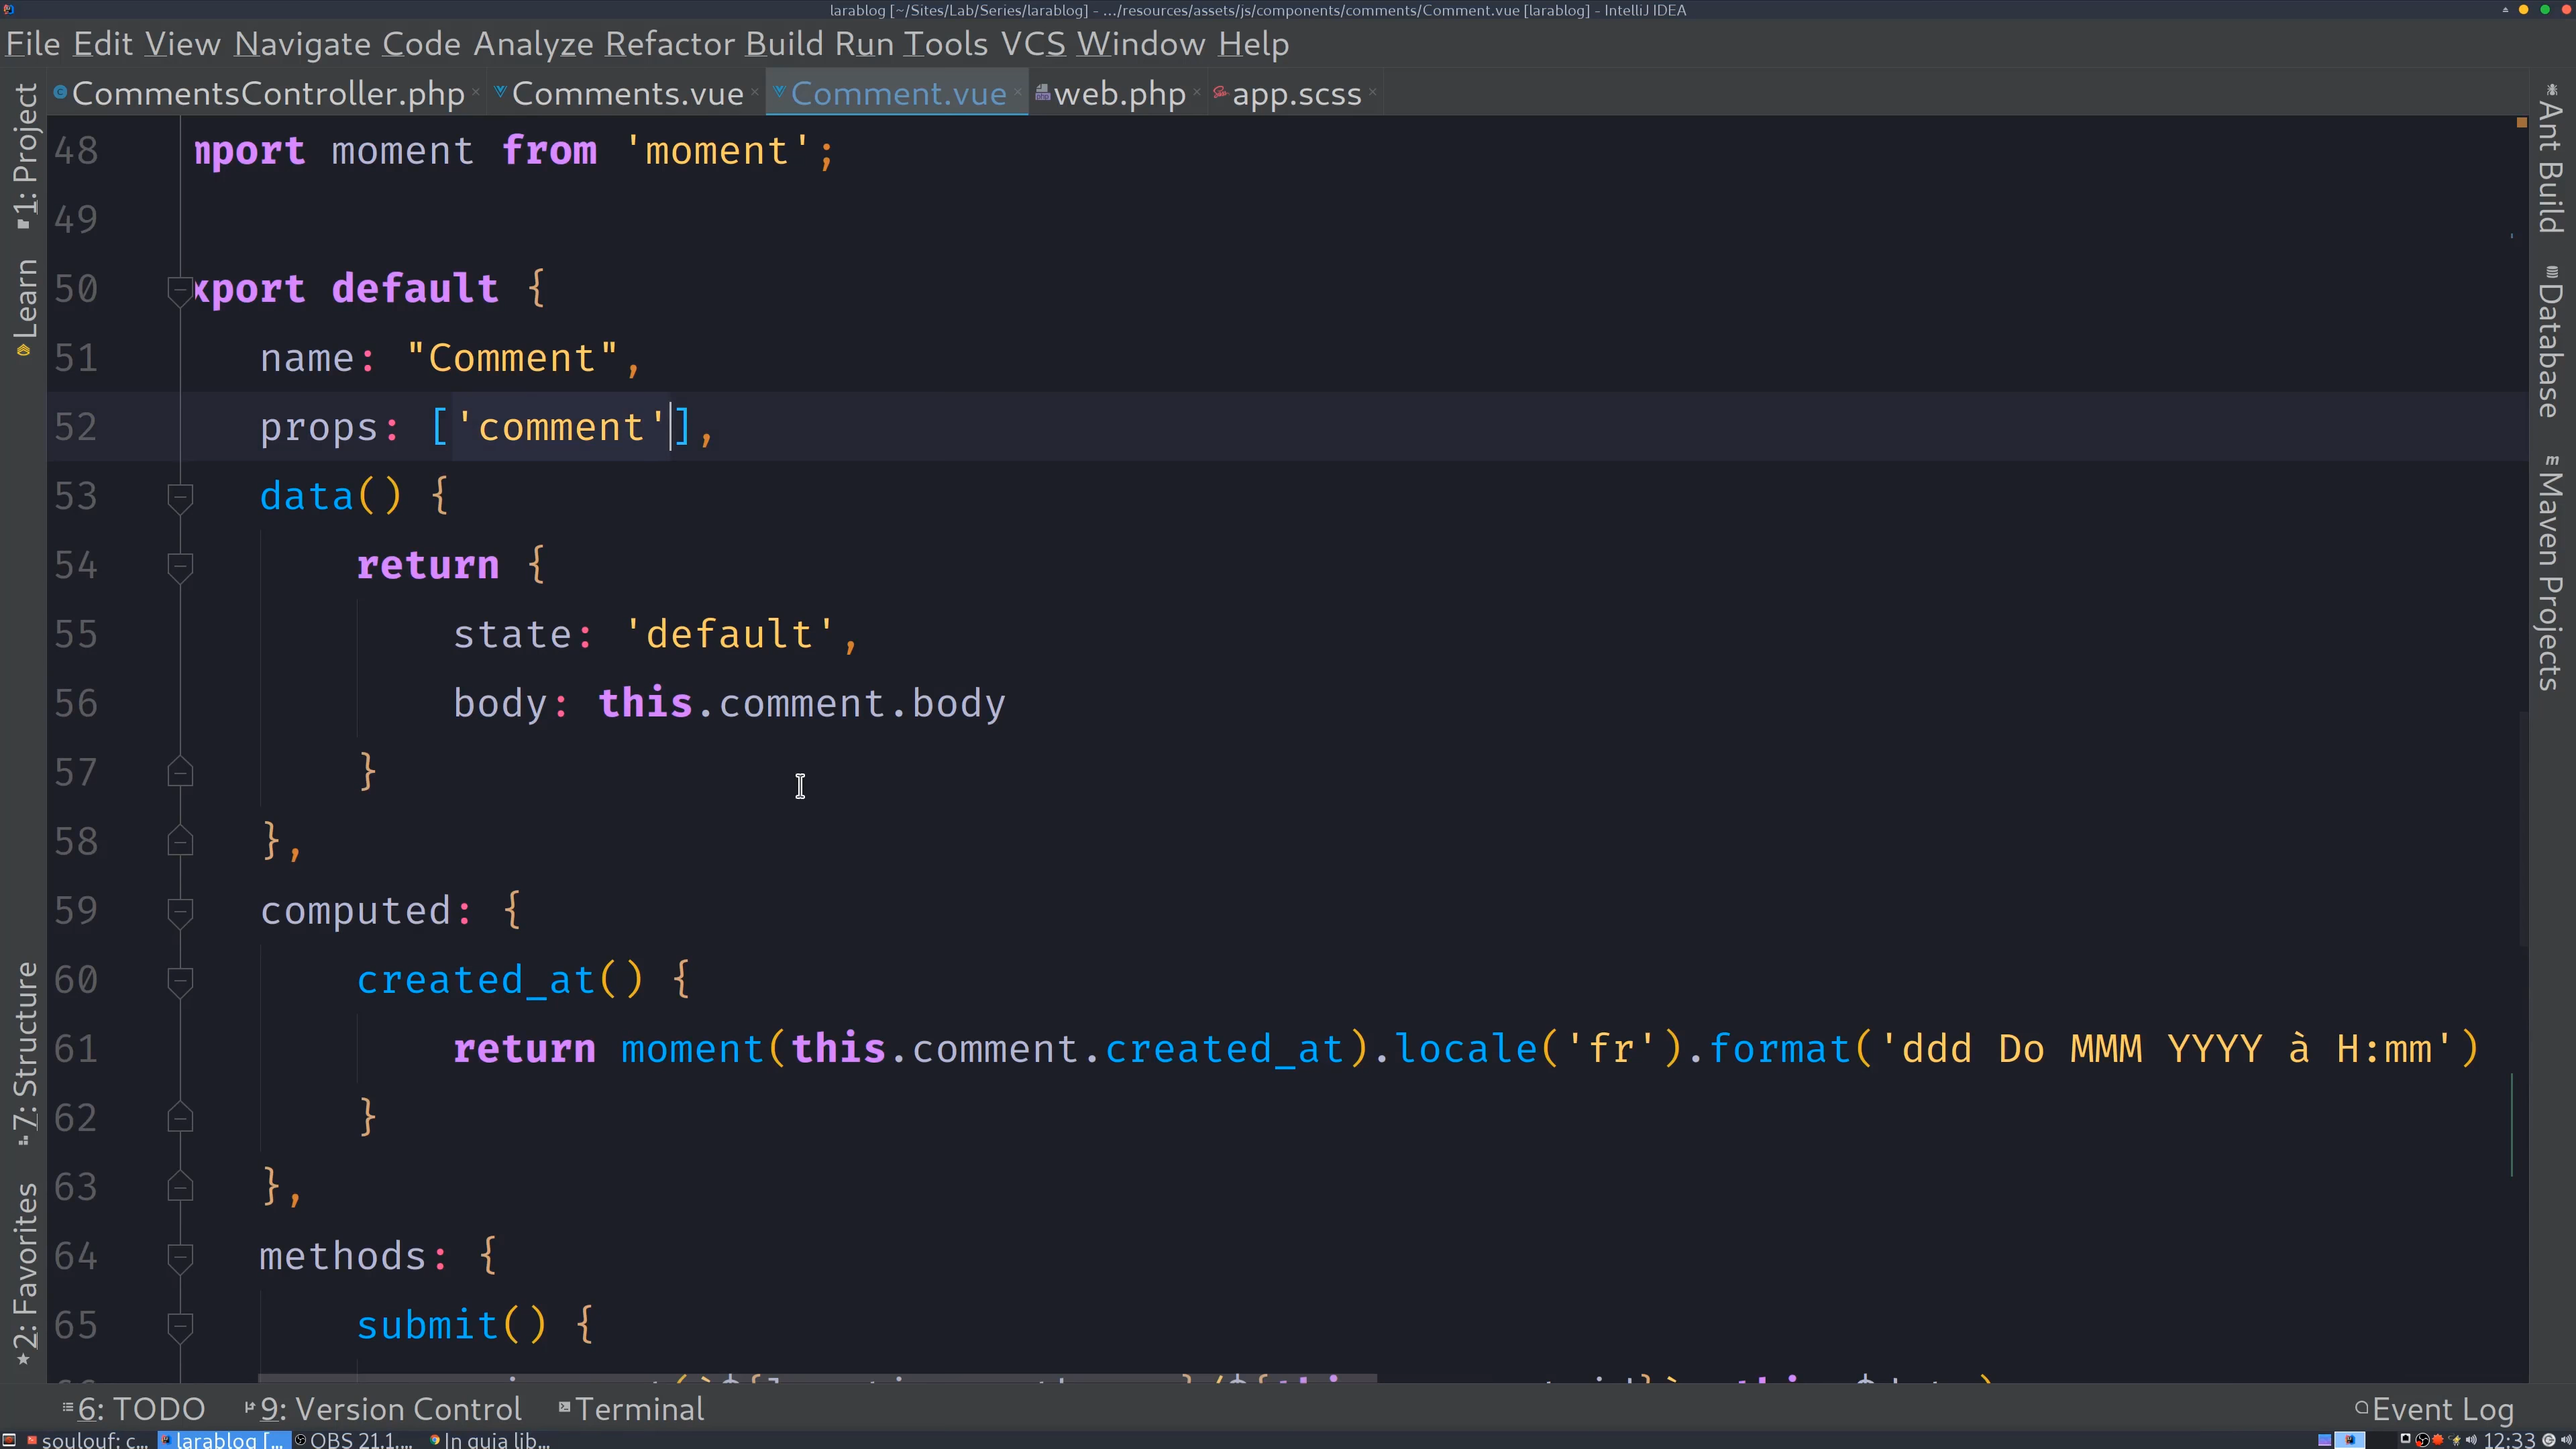 larablog [~/Sites/Lab/Series/larablog] - .../resources/assets/js/components/comments/Comment.vue [larablog] - IntelliJ IDEA
File Edit View Navigate Code Analyze Refactor Build Run Tools VCS Window Help
CommentsController.php Comments.vue Comment.vue web.php app.scss
1: Project
Learn
7: Structure
2: Favorites
48 mport moment from 'moment';
49
50 xport default {
51 name: "Comment",
52 props: ['comment'],
53 data() {
54 return {
55 state: 'default',
56 body: this.comment.body
57 }
58 },
59 computed: {
60 created_at() {
61 return moment(this.comment.created_at).locale('fr').format('ddd Do MMM YYYY à H:mm')
62 }
63 },
64 methods: {
65 submit() {
Ant Build
Database
Maven Projects
6: TODO 9: Version Control Terminal Event Log
soulouf: c... larablog [-... OBS 21.1.... In quia lib... 12:33